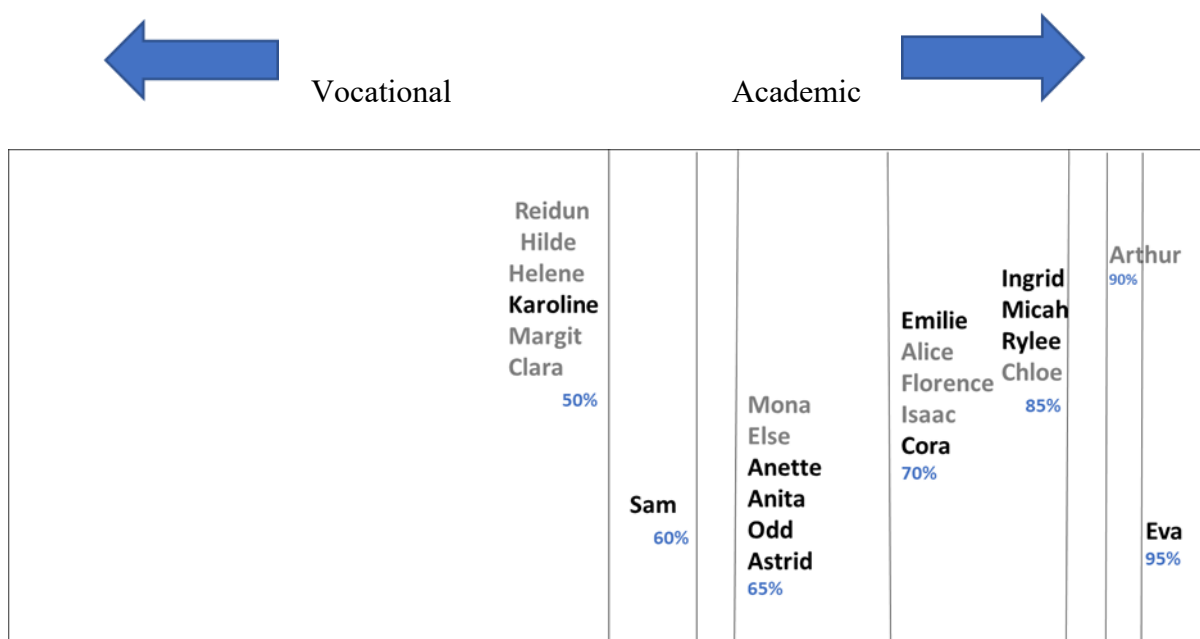 Vocational
Academic
Reidun
Hilde
Helene
Karoline
Margit
Clara
50%
Sam
60%
Mona
Else
Anette
Anita
Odd
Astrid
65%
Emilie
Alice
Florence
Isaac
Cora
70%
Ingrid
Micah
Rylee
Chloe
85%
Arthur
90%
Eva
95%